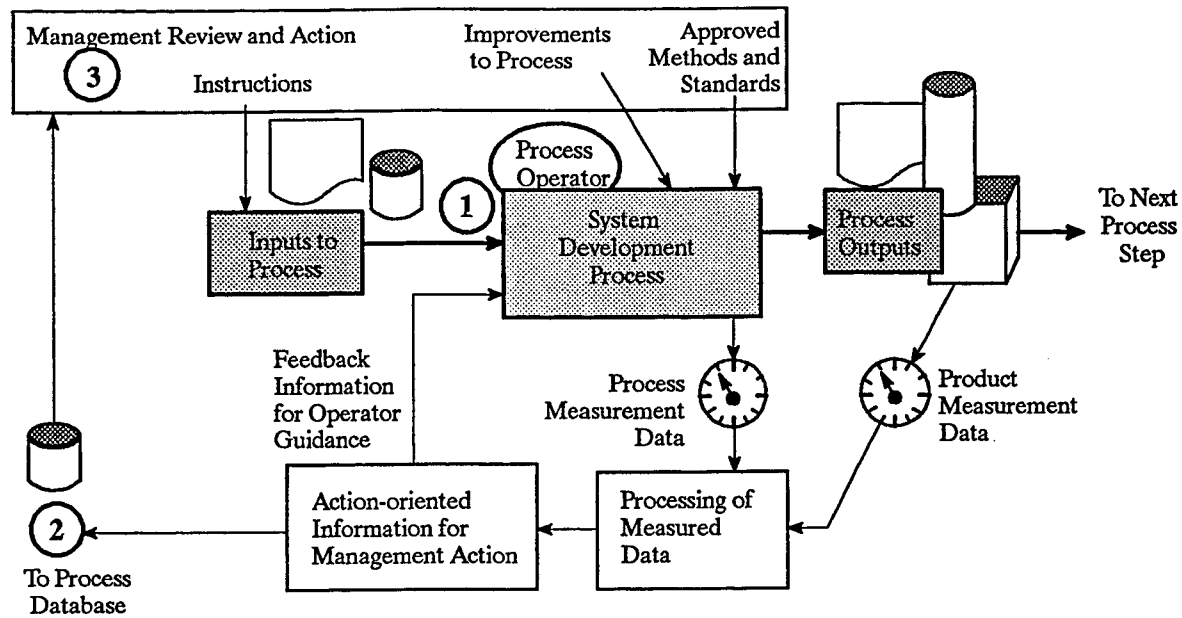 Management Review and Action
3
Instructions
Improvements
to Process
Approved
Methods and
Standards
Process
Operator
1
Inputs to
Process
System
Development
Process
Process
Outputs
To Next
Process
Step
Feedback
Information
for Operator
Guidance
Process
Measurement
Data
Product
Measurement
Data
Action-oriented
Information for
Management Action
Processing of
Measured
Data
2
To Process
Database